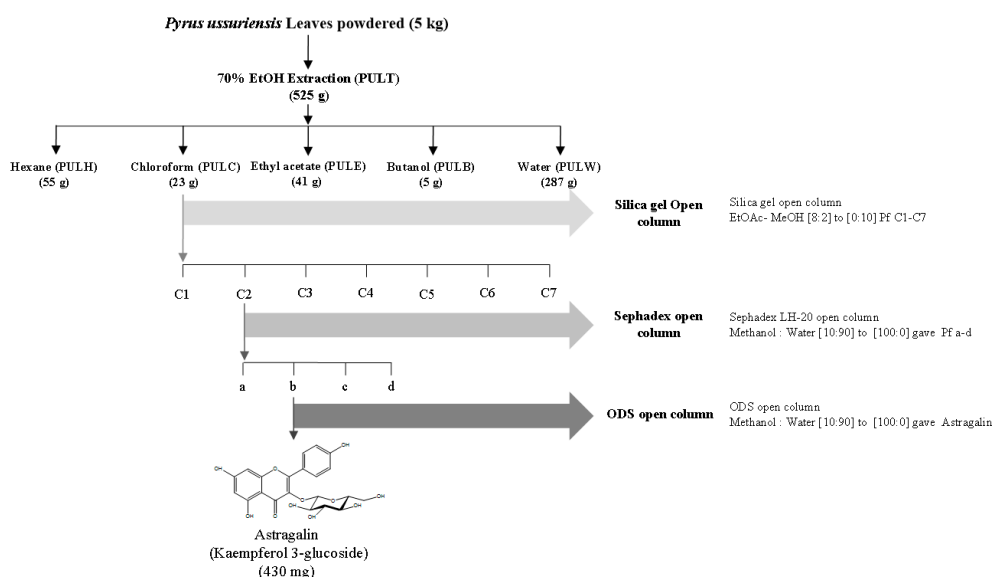 Pyrus ussuriensis Leaves powdered (5 kg)
70% EtOH Extraction (PULT)
(525 g)
Hexane (PULH)
(55 g)
Chloroform (PULC)
(23 g)
Ethyl acetate (PULE)
(41 g)
Butanol (PULB)
(5 g)
Water (PULW)
(287 g)
Silica gel Open
column
Silica gel open column
EtOAc- MeOH [8:2] to [0:10] Pf C1-C7
C1
C2
C3
C4
C5
C6
C7
Sephadex open
column
Sephadex LH-20 open column
Methanol : Water [10:90] to [100:0] gave Pf a-d
a
b
c
d
ODS open column
ODS open column
Methanol : Water [10:90] to [100:0] gave Astragalin
OH
OH
O
O
O
OH
O
OH
OH
OH
OH
Astragalin
(Kaempferol 3-glucoside)
(430 mg)